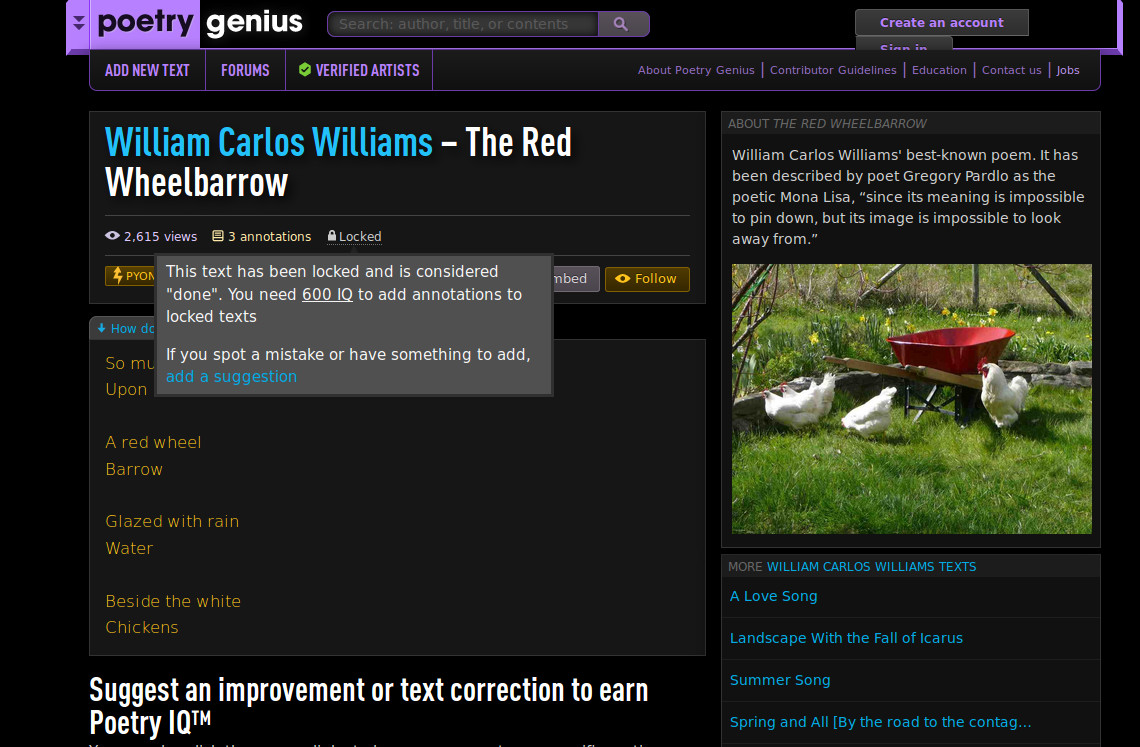 poetry genius
Search: author, title, or contents
Create an account
Sign in
ADD NEW TEXT
FORUMS
VERIFIED ARTISTS
About Poetry Genius | Contributor Guidelines | Education | Contact us | Jobs
William Carlos Williams – The Red
Wheelbarrow
2,615 views
3 annotations
Locked
PYON
This text has been locked and is considered
"done". You need 600 IQ to add annotations to
locked texts
If you spot a mistake or have something to add,
add a suggestion
mbed
Follow
How do
So mu
Upon
A red wheel
Barrow
Glazed with rain
Water
Beside the white
Chickens
Suggest an improvement or text correction to earn
Poetry IQ™
ABOUT THE RED WHEELBARROW
William Carlos Williams' best-known poem. It has
been described by poet Gregory Pardlo as the
poetic Mona Lisa, “since its meaning is impossible
to pin down, but its image is impossible to look
away from.”
MORE WILLIAM CARLOS WILLIAMS TEXTS
A Love Song
Landscape With the Fall of Icarus
Summer Song
Spring and All [By the road to the contag...